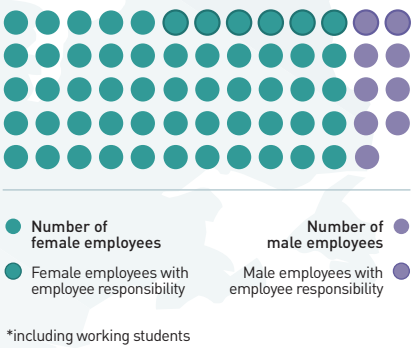 Number of
female employees
Female employees with
employee responsibility
Number of
male employees
Male employees with
employee responsibility
*including working students